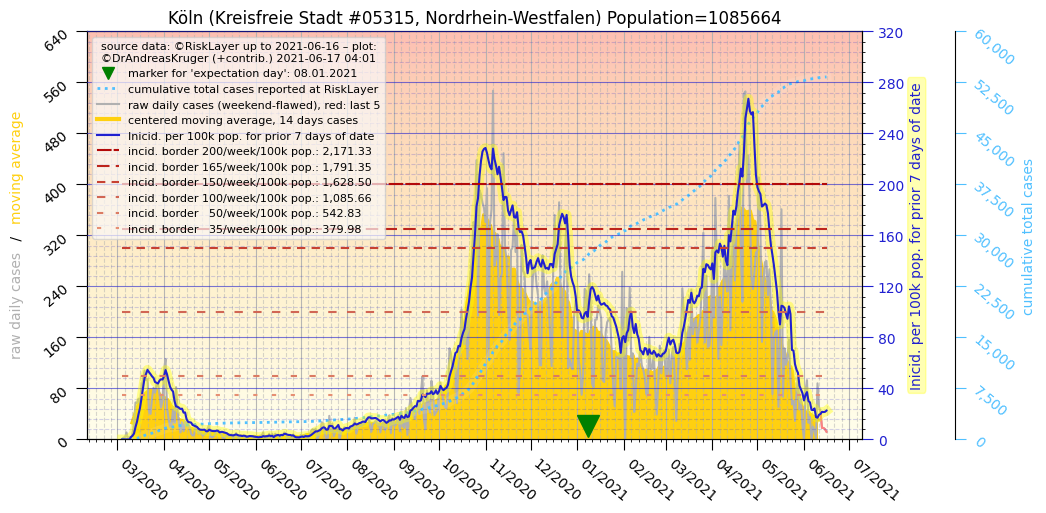 Köln (Kreisfreie Stadt #05315, Nordrhein-Westfalen) Population=1085664
source data: ©RiskLayer up to 2021-06-16 – plot:
©DrAndreasKruger (+contrib.) 2021-06-17 04:01
marker for 'expectation day': 08.01.2021
cumulative total cases reported at RiskLayer
raw daily cases (weekend-flawed), red: last 5
centered moving average, 14 days cases
Inicid. per 100k pop. for prior 7 days of date
incid. border 200/week/100k pop.: 2,171.33
incid. border 165/week/100k pop.: 1,791.35
incid. border 150/week/100k pop.: 1,628.50
incid. border 100/week/100k pop.: 1,085.66
incid. border   50/week/100k pop.: 542.83
incid. border   35/week/100k pop.: 379.98
raw daily cases / moving average
640
560
480
400
320
240
160
80
0
320
280
240
200
160
120
80
40
0
Inicid. per 100k pop. for prior 7 days of date
60,000
52,500
45,000
37,500
30,000
22,500
15,000
7,500
0
cumulative total cases
03/2020
04/2020
05/2020
06/2020
07/2020
08/2020
09/2020
10/2020
11/2020
12/2020
01/2021
02/2021
03/2021
04/2021
05/2021
06/2021
07/2021